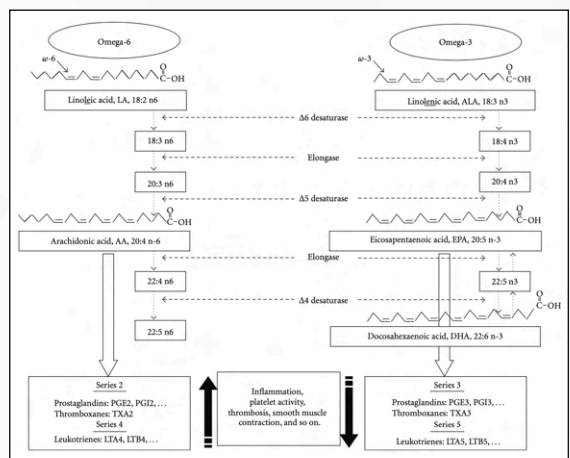 Omega-6
Omega-3
ω-6
ω-3
O
C-OH
O
C-OH
Linoleic acid, LA, 18:2 n6
Linolenic acid, ALA, 18:3 n3
Δ6 desaturase
18:3 n6
18:4 n3
Elongase
20:3 n6
20:4 n3
Δ5 desaturase
O
C-OH
O
C-OH
Arachidonic acid, AA, 20:4 n-6
Eicosapentaenoic acid, EPA, 20:5 n-3
Elongase
22:4 n6
22:5 n3
Δ4 desaturase
O
C-OH
22:5 n6
Docosahexaenoic acid, DHA, 22:6 n-3
Series 2
Prostaglandins: PGE2, PGI2, …
Thromboxanes: TXA2
Series 4
Leukotrienes: LTA4, LTB4, …
Inflammation,
platelet activity,
thrombosis, smooth muscle
contraction, and so on.
Series 3
Prostaglandins: PGE3, PGI3, …
Thromboxanes: TXA3
Series 5
Leukotrienes: LTA5, LTB5, …